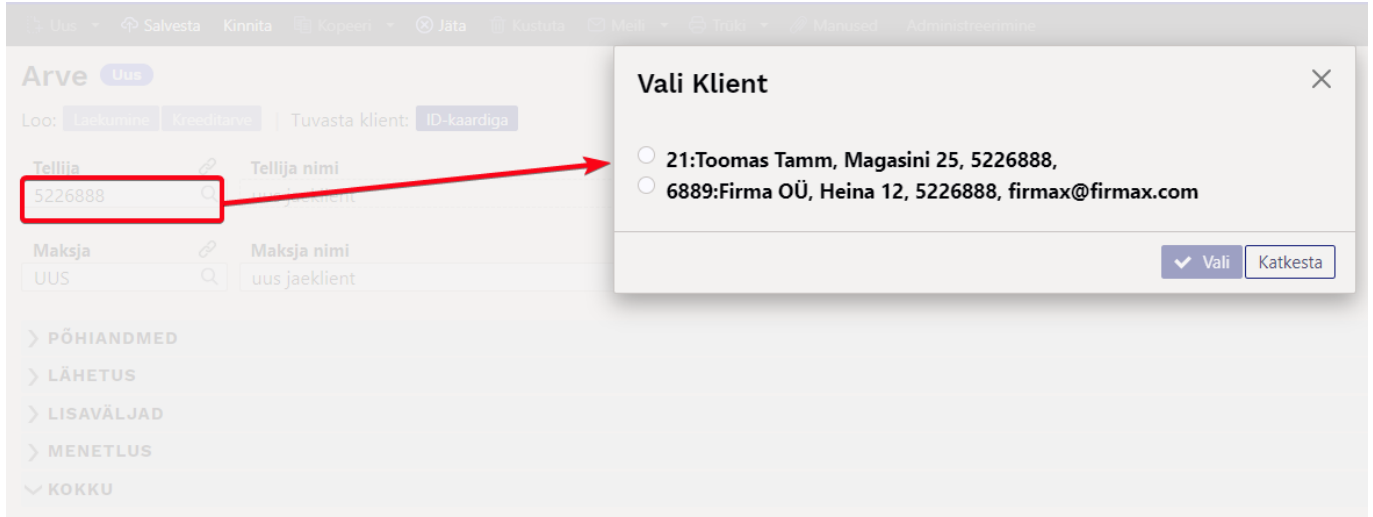 Uus Salvesta Kinnita Kopeeri Jäta Kustuta Meili Trüki Manused Administreerimine
Arve Uus
Loo: Laekumine Kreeditarve Tuvasta klient: ID-kaardiga
Tellija Tellija nimi
5226888 uus jaeklient
Maksja Maksja nimi
UUS uus jaeklient
PÕHIANDMED
LÄHETUS
LISAVÄLJAD
MENETLUS
KOKKU
Vali Klient
21:Toomas Tamm, Magasini 25, 5226888,
6889:Firma OÜ, Heina 12, 5226888, firmax@firmax.com
Vali Katkesta